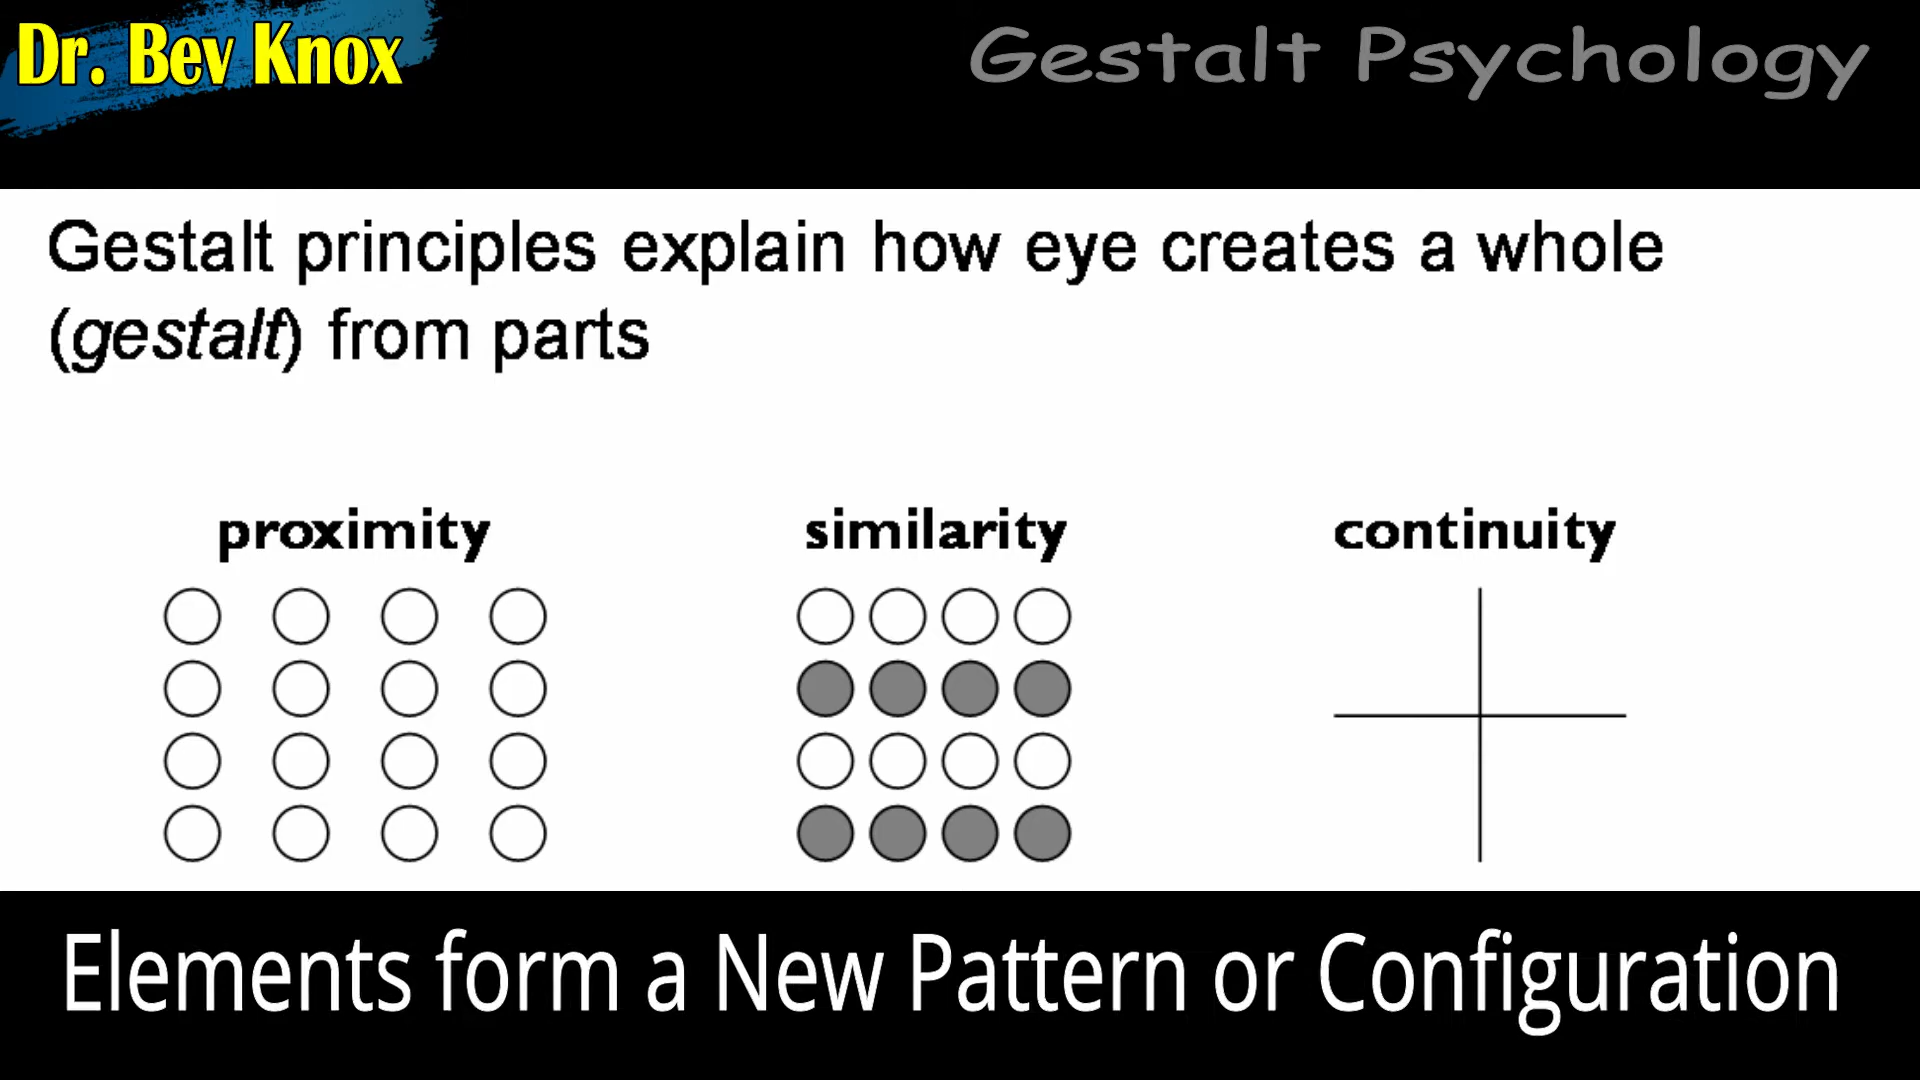 Dr. Bev Knox
Gestalt Psychology
Gestalt principles explain how eye creates a whole
(gestalt) from parts
proximity
similarity
continuity
Elements form a New Pattern or Configuration